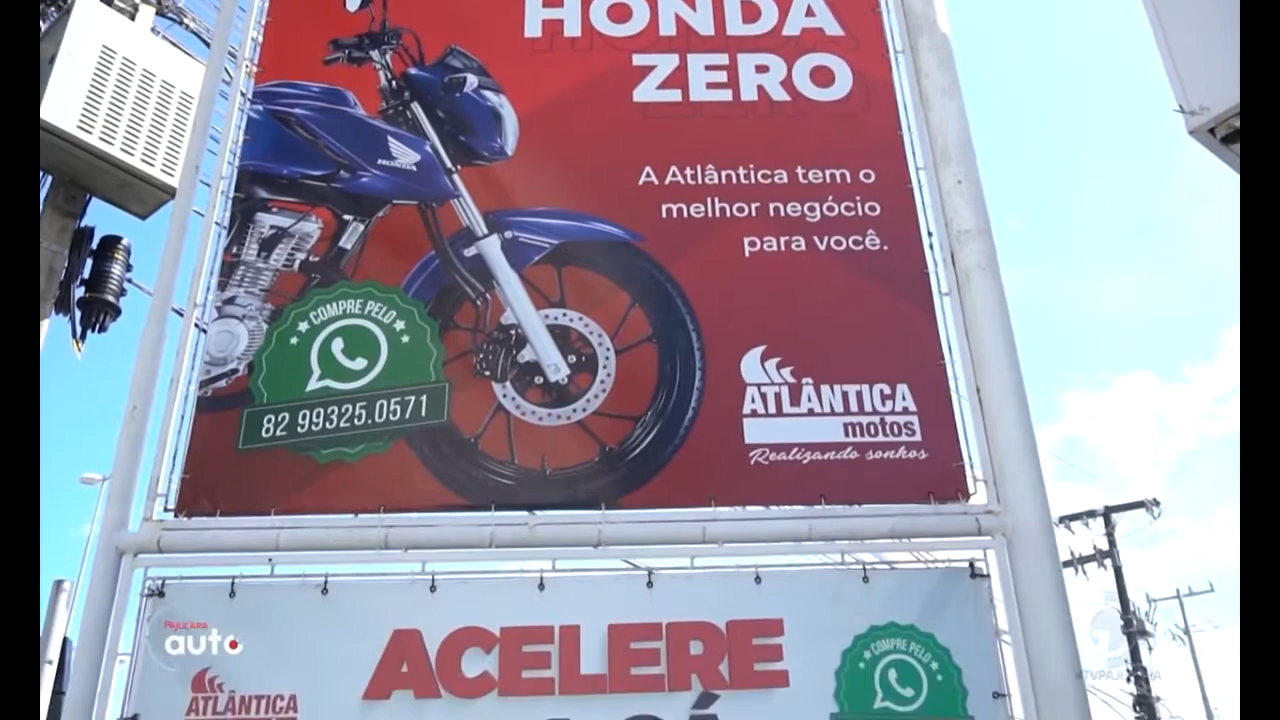 HONDA
ZERO
A Atlântica tem o
melhor negócio
para você.
HONDA
COMPRE PELO
82 99325.0571
ATLÂNTICA
motos
Realizando sonhos
PAJUÇARA
auto
ACELERE
COMPRE PELO
ATLÂNTICA
#TVPAJUÇARA